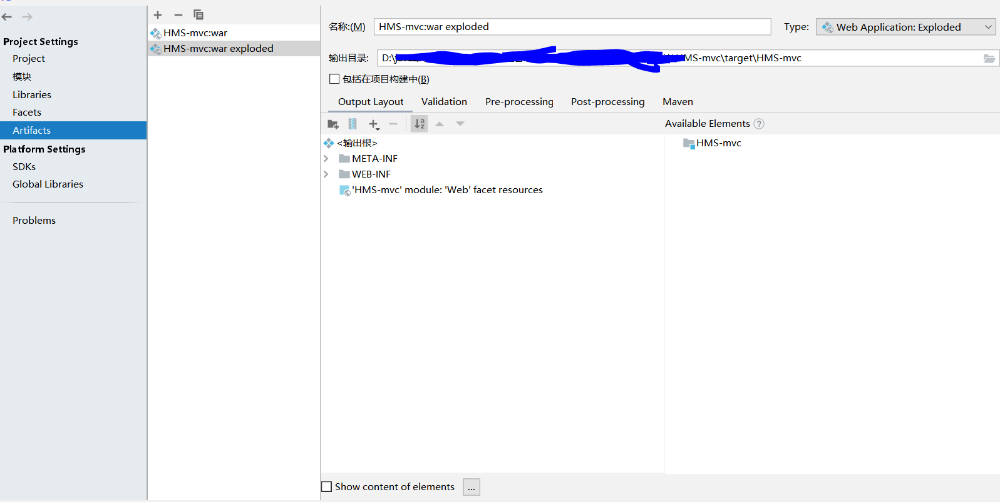 Project Settings
Project
模块
Libraries
Facets
Artifacts
Platform Settings
SDKs
Global Libraries
Problems
HMS-mvc:war
HMS-mvc:war exploded
名称:(M) HMS-mvc:war exploded Type: Web Application: Exploded
输出目录: D:\ MS-mvc\target\HMS-mvc
包括在项目构建中(B)
Output Layout Validation Pre-processing Post-processing Maven
Available Elements ?
<输出根>
META-INF
WEB-INF
'HMS-mvc' module: 'Web' facet resources
HMS-mvc
Show content of elements ...